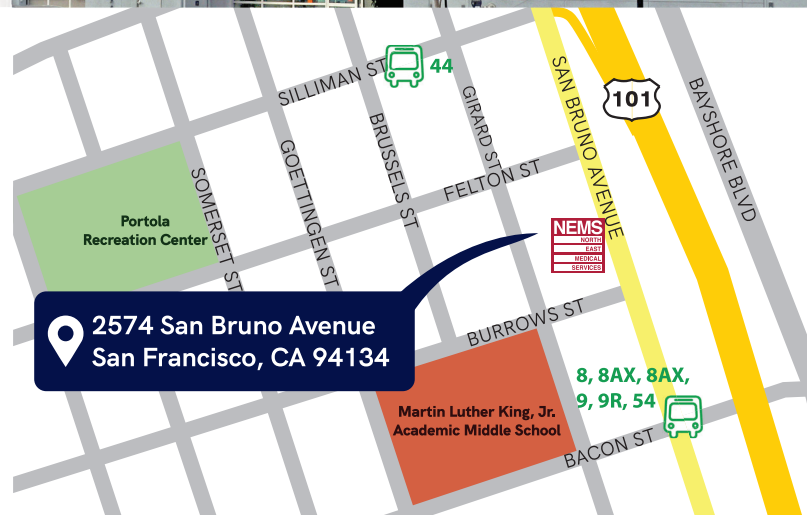 SILLIMAN ST
44
GIRARD ST
SAN BRUNO AVENUE
101
BAYSHORE BLVD
BRUSSELS ST
GOETTINGEN ST
SOMERSET ST
FELTON ST
Portola
Recreation Center
NEMS
NORTH
EAST
MEDICAL
SERVICES
2574 San Bruno Avenue
San Francisco, CA 94134
BURROWS ST
8, 8AX, 8AX,
9, 9R, 54
Martin Luther King, Jr.
Academic Middle School
BACON ST